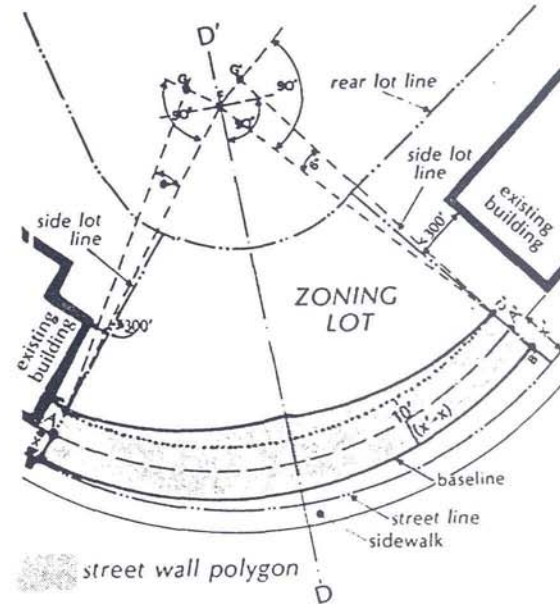 D'
G
G'
F
90°
90°
rear lot line
6°
side lot
line
existing
building
300'
side lot
line
ZONING
LOT
300'
existing
building
A
x
B
x
10'
(x'-x)
baseline
street line
sidewalk
street wall polygon
D